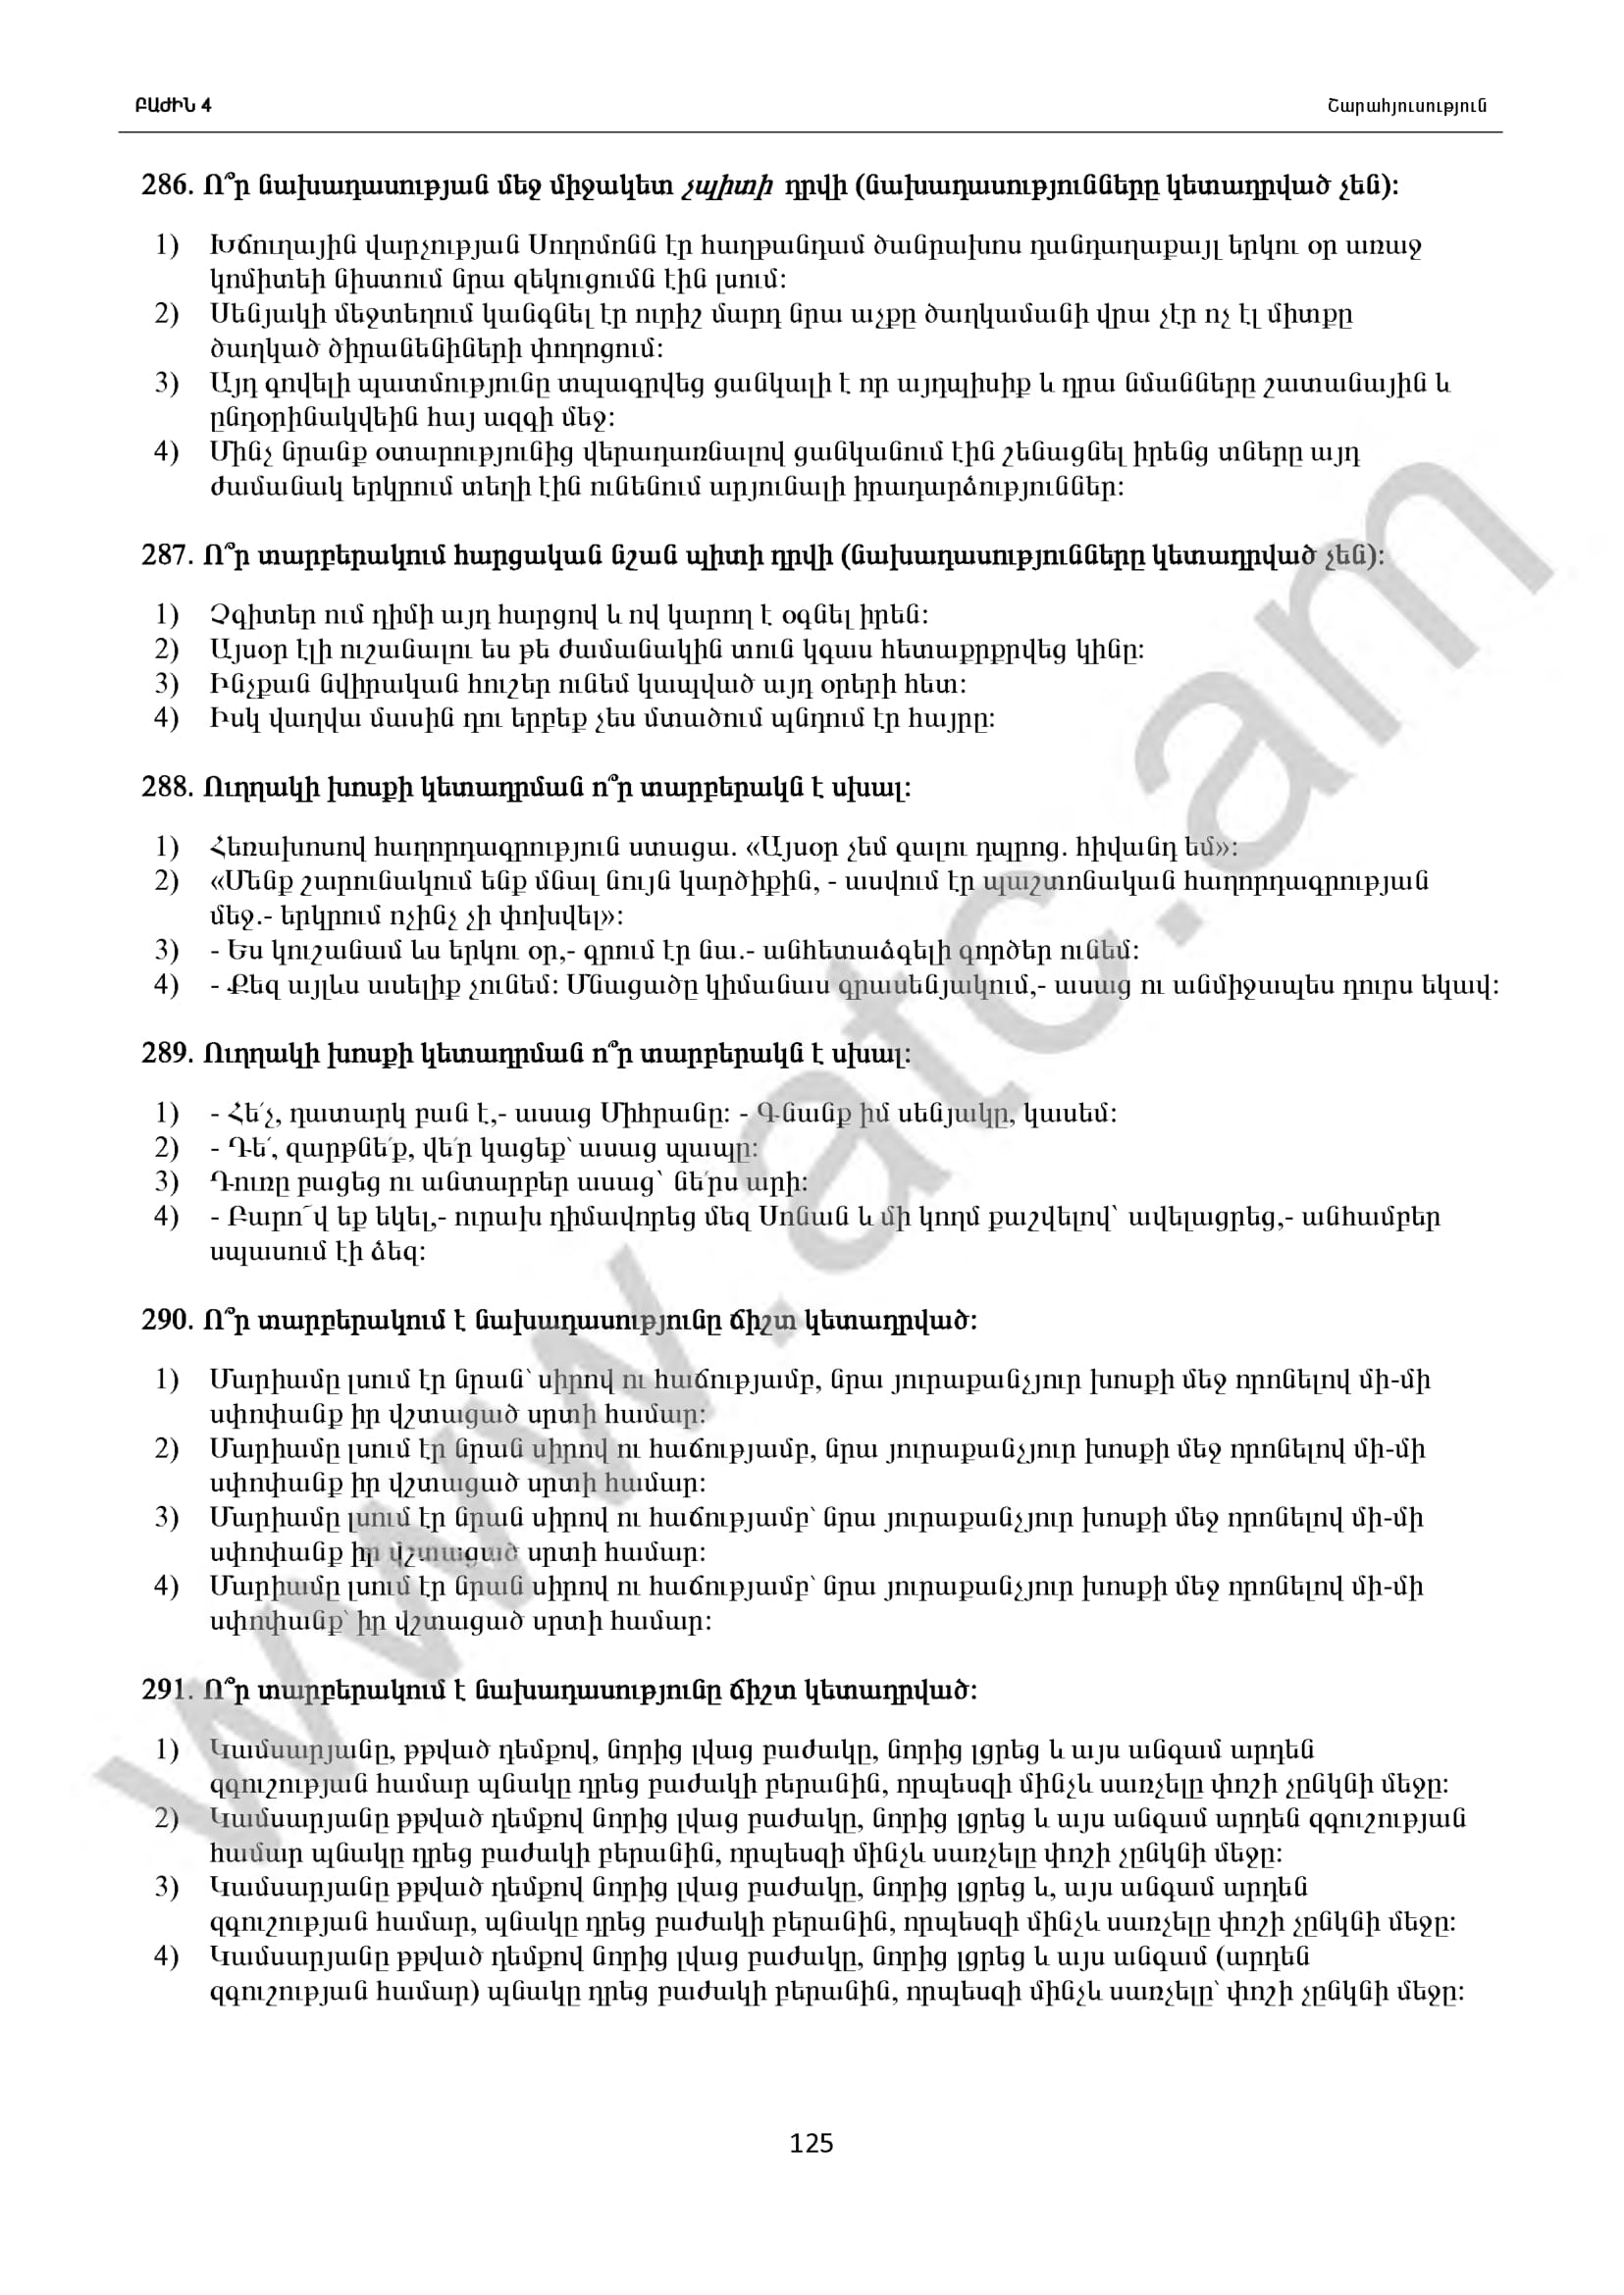 ԲԱԺԻՆ 4
Շարահյուսություն
286. Ո՞ր նախադասության մեջ միջակետ չպիտի դրվի (նախադասությունները կետադրված չեն):
1) Խճուղային վարչության Սողոմոնն էր հաղթանդամ ծանրախոս դանդաղաքայլ երկու օր առաջ
կոմիտեի նիստում նրա զեկուցումն էին լսում:
2) Սենյակի մեջտեղում կանգնել էր ուրիշ մարդ նրա աչքը ծաղկամանի վրա չէր ոչ էլ միտքը
ծաղկած ծիրանենիների փողոցում:
3) Այդ գովելի պատմությունը տպագրվեց ցանկալի է որ այդպիսիք և դրա նմանները շատանային և
ընդօրինակվեին հայ ազգի մեջ:
4) Մինչ նրանք օտարությունից վերադառնալով ցանկանում էին շենացնել իրենց տները այդ
ժամանակ երկրում տեղի էին ունենում արյունալի իրադարձություններ:
287. Ո՞ր տարբերակում հարցական նշան պիտի դրվի (նախադասությունները կետադրված չեն):
1) Չգիտեր ում դիմի այդ հարցով և ով կարող է օգնել իրեն:
2) Այսօր էլի ուշանալու ես թե ժամանակին տուն կգաս հետաքրքրվեց կինը:
3) Ինչքան նվիրական հուշեր ունեմ կապված այդ օրերի հետ:
4) Իսկ վաղվա մասին դու երբեք չես մտածում պնդում էր հայրը:
288. Ուղղակի խոսքի կետադրման ո՞ր տարբերակն է սխալ:
1) Հեռախոսով հաղորդագրություն ստացա. «Այսօր չեմ գալու դպրոց. հիվանդ եմ»:
2) «Մենք շարունակում ենք մնալ նույն կարծիքին, - ասվում էր պաշտոնական հաղորդագրության
մեջ.- երկրում ոչինչ չի փոխվել»:
3) - Ես կուշանամ ևս երկու օր,- գրում էր նա.- անհետաձգելի գործեր ունեմ:
4) - Քեզ այլևս ասելիք չունեմ: Մնացածը կիմանաս գրասենյակում,- ասաց ու անմիջապես դուրս եկավ:
289. Ուղղակի խոսքի կետադրման ո՞ր տարբերակն է սխալ:
1) - Հե՛չ, դատարկ բան է,- ասաց Միհրանը: - Գնանք իմ սենյակը, կասեմ:
2) - Դե՛, զարթնե՛ք, վե՛ր կացեք՝ ասաց պապը:
3) Դուռը բացեց ու անտարբեր ասաց՝ նե՛րս արի:
4) - Բարո՜վ եք եկել,- ուրախ դիմավորեց մեզ Սոնան և մի կողմ քաշվելով՝ ավելացրեց,- անհամբեր
սպասում էի ձեզ:
290. Ո՞ր տարբերակում է նախադասությունը ճիշտ կետադրված:
1) Մարիամը լսում էր նրան՝ սիրով ու հաճությամբ, նրա յուրաքանչյուր խոսքի մեջ որոնելով մի-մի
սփոփանք իր վշտացած սրտի համար:
2) Մարիամը լսում էր նրան սիրով ու հաճությամբ, նրա յուրաքանչյուր խոսքի մեջ որոնելով մի-մի
սփոփանք իր վշտացած սրտի համար:
3) Մարիամը լսում էր նրան սիրով ու հաճությամբ՝ նրա յուրաքանչյուր խոսքի մեջ որոնելով մի-մի
սփոփանք իր վշտացած սրտի համար:
4) Մարիամը լսում էր նրան սիրով ու հաճությամբ՝ նրա յուրաքանչյուր խոսքի մեջ որոնելով մի-մի
սփոփանք՝ իր վշտացած սրտի համար:
291. Ո՞ր տարբերակում է նախադասությունը ճիշտ կետադրված:
1) Կամսարյանը, թթված դեմքով, նորից լվաց բաժակը, նորից լցրեց և այս անգամ արդեն
զգուշության համար պնակը դրեց բաժակի բերանին, որպեսզի մինչև սառչելը փոշի չընկնի մեջը:
2) Կամսարյանը թթված դեմքով նորից լվաց բաժակը, նորից լցրեց և այս անգամ արդեն զգուշության
համար պնակը դրեց բաժակի բերանին, որպեսզի մինչև սառչելը փոշի չընկնի մեջը:
3) Կամսարյանը թթված դեմքով նորից լվաց բաժակը, նորից լցրեց և, այս անգամ արդեն
զգուշության համար, պնակը դրեց բաժակի բերանին, որպեսզի մինչև սառչելը փոշի չընկնի մեջը:
4) Կամսարյանը թթված դեմքով նորից լվաց բաժակը, նորից լցրեց և այս անգամ (արդեն
զգուշության համար) պնակը դրեց բաժակի բերանին, որպեսզի մինչև սառչելը՝ փոշի չընկնի մեջը:
125
www.atc.am